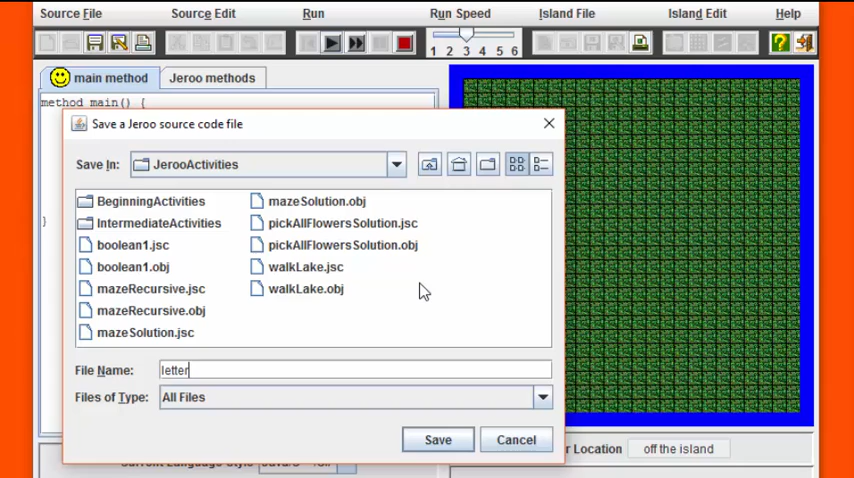 Source File Source Edit Run Run Speed Island File Island Edit Help
1 2 3 4 5 6
main method Jeroo methods
method main() {
}
Save a Jeroo source code file
Save In: JerooActivities
BeginningActivities
IntermediateActivities
boolean1.jsc
boolean1.obj
mazeRecursive.jsc
mazeRecursive.obj
mazeSolution.jsc
mazeSolution.obj
pickAllFlowersSolution.jsc
pickAllFlowersSolution.obj
walkLake.jsc
walkLake.obj
File Name: letter
Files of Type: All Files
Save Cancel
Location off the island